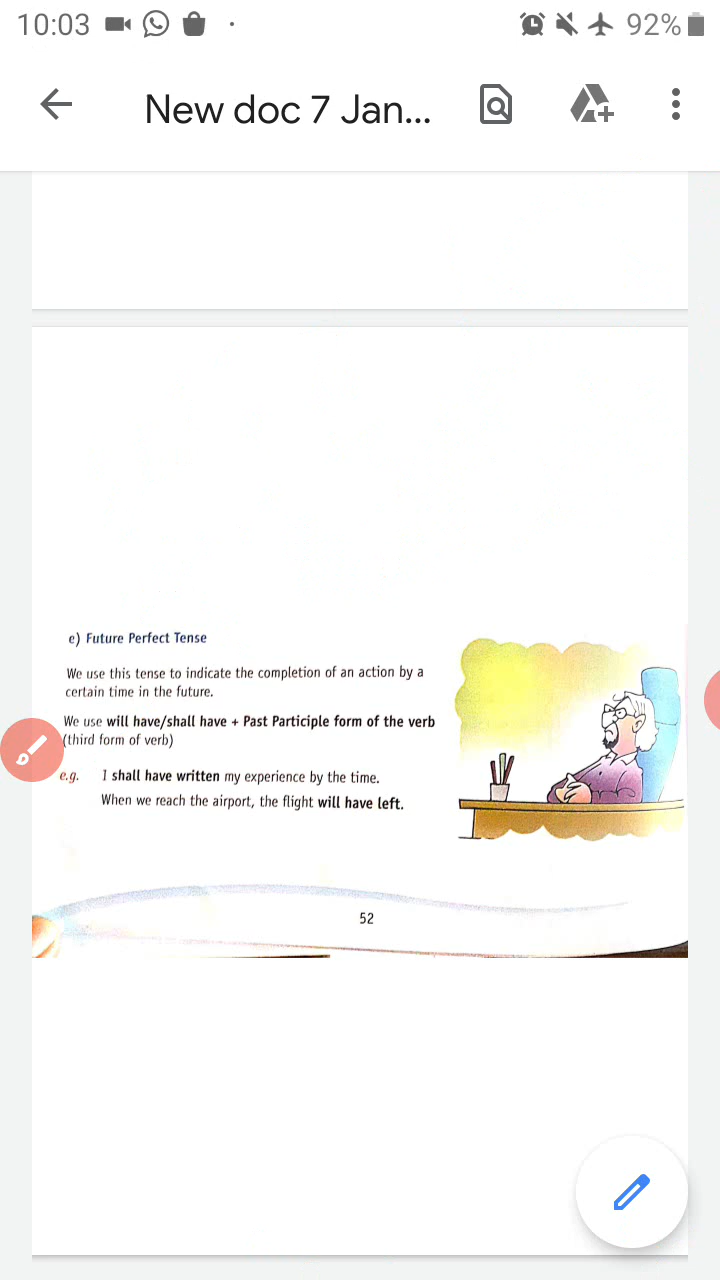 10:03
92%
New doc 7 Jan...
e) Future Perfect Tense
We use this tense to indicate the completion of an action by a
certain time in the future.
We use will have/shall have + Past Participle form of the verb
(third form of verb)
e.g. I shall have written my experience by the time.
When we reach the airport, the flight will have left.
52